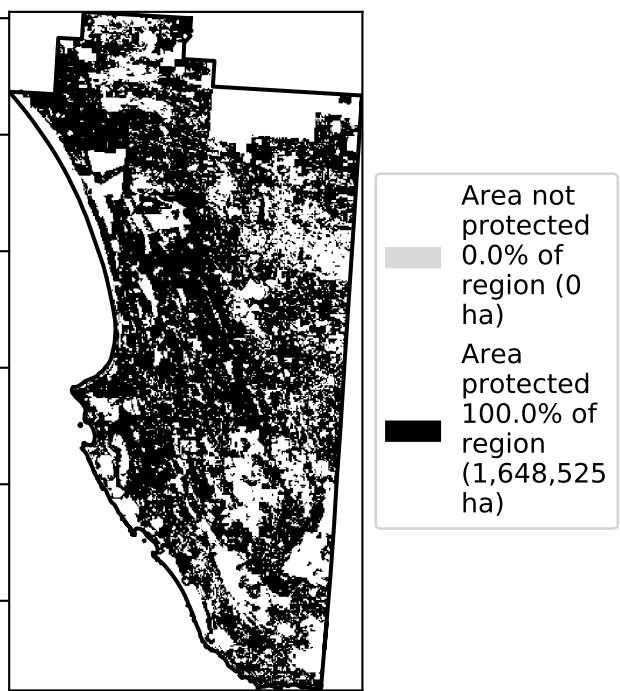 Area not
protected
0.0% of
region (0
ha)
Area
protected
100.0% of
region
(1,648,525
ha)